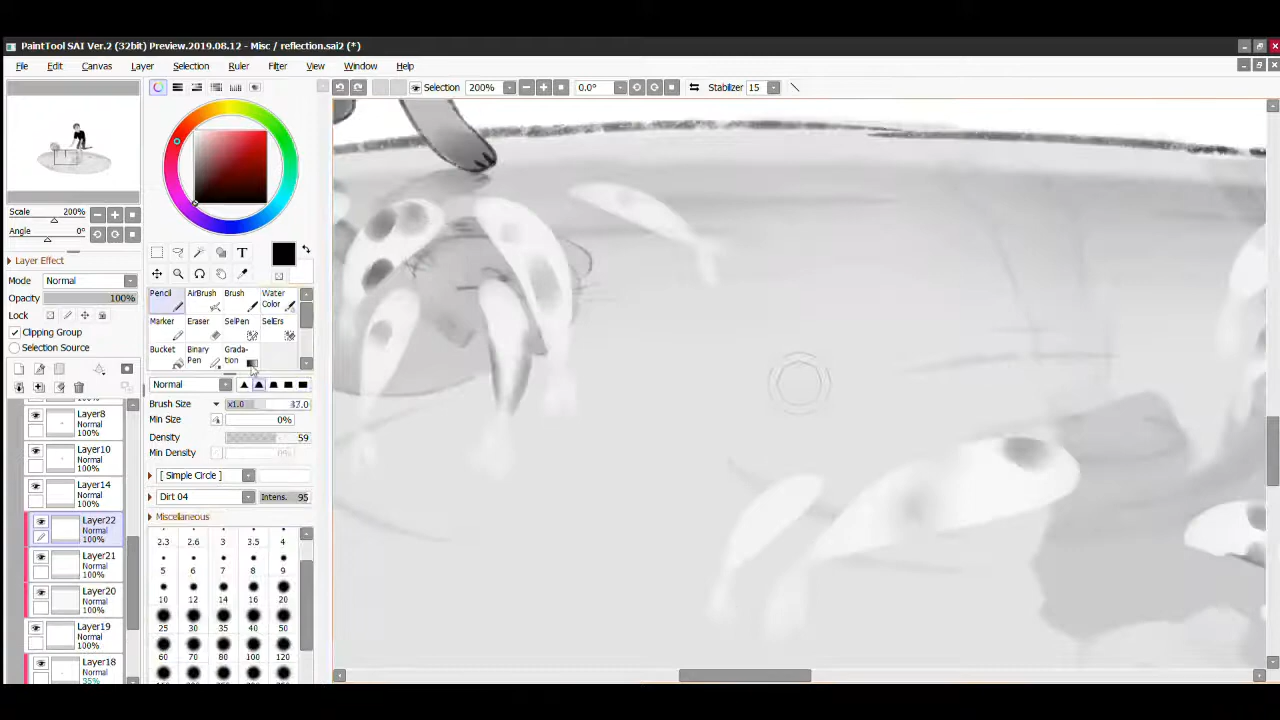 PaintTool SAI Ver.2 (32bit) Preview.2019.08.12 - Misc / reflection.sai2 (*)
File Edit Canvas Layer Selection Ruler Filter View Window Help
Selection 200% 0.0° Stabilizer 15
Scale 200%
Angle 0°
Layer Effect
Mode Normal
Opacity 100%
Lock
Clipping Group
Selection Source
Layer8
Normal
100%
Layer10
Normal
100%
Layer14
Normal
100%
Layer22
Normal
100%
Layer21
Normal
100%
Layer20
Normal
100%
Layer19
Normal
100%
Layer18
Normal
35%
T
Pencil AirBrush Brush Water Color
Marker Eraser SelPen SelErs
Bucket Binary Pen Grada-tion
Normal
Brush Size x1.0 37.0
Min Size 0%
Density 59
Min Density 0%
[ Simple Circle ]
Dirt 04 Intens. 95
Miscellaneous
2.3 2.6 3 3.5 4
5 6 7 8 9
10 12 14 16 20
25 30 35 40 50
60 70 80 100 120